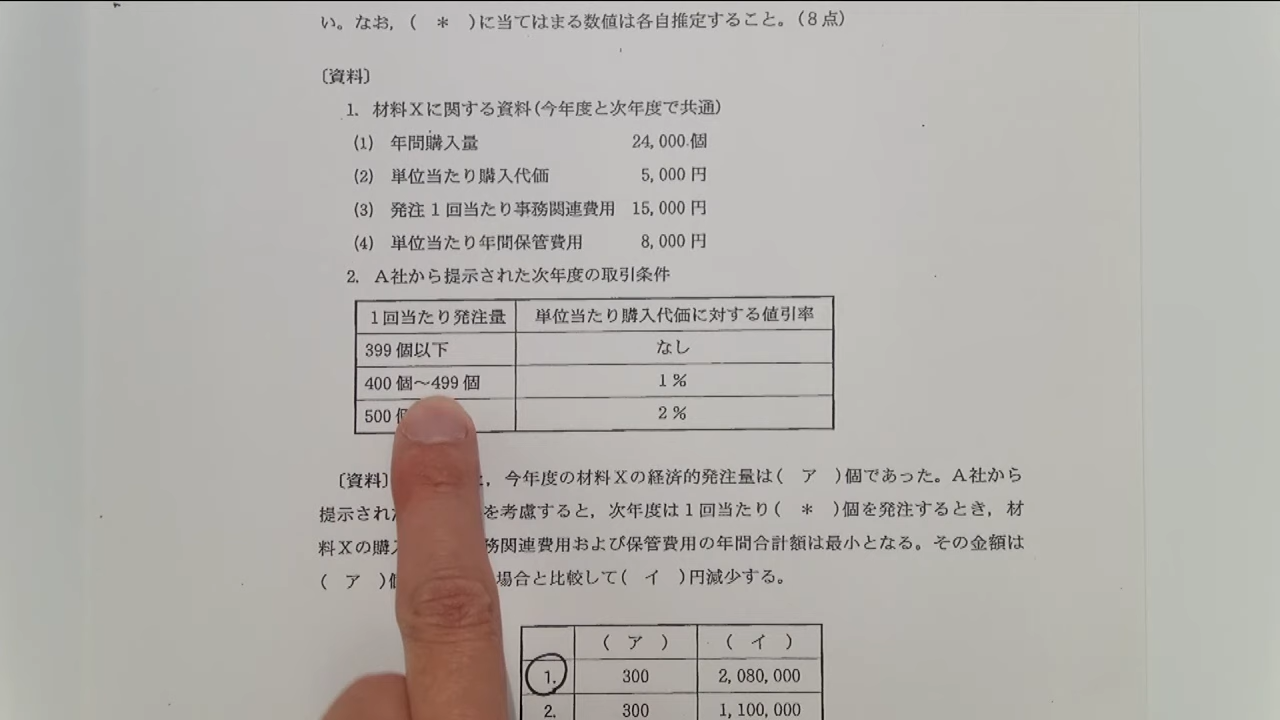 い。なお，（　＊　）に当てはまる数値は各自推定すること。（８点）
〔資料〕
1. 材料Ｘに関する資料（今年度と次年度で共通）
(1) 年間購入量 24,000個
(2) 単位当たり購入代価 5,000円
(3) 発注１回当たり事務関連費用 15,000円
(4) 単位当たり年間保管費用 8,000円
2. Ａ社から提示された次年度の取引条件
１回当たり発注量 単位当たり購入代価に対する値引率
399個以下 なし
400個～499個 1％
500 2％
〔資料〕 ，今年度の材料Ｘの経済的発注量は（　ア　）個であった。Ａ社から
提示され を考慮すると，次年度は１回当たり（　＊　）個を発注するとき，材
料Ｘの購 務関連費用および保管費用の年間合計額は最小となる。その金額は
（　ア　） 場合と比較して（　イ　）円減少する。
（　ア　） （　イ　）
1. 300 2,080,000
2. 300 1,100,000